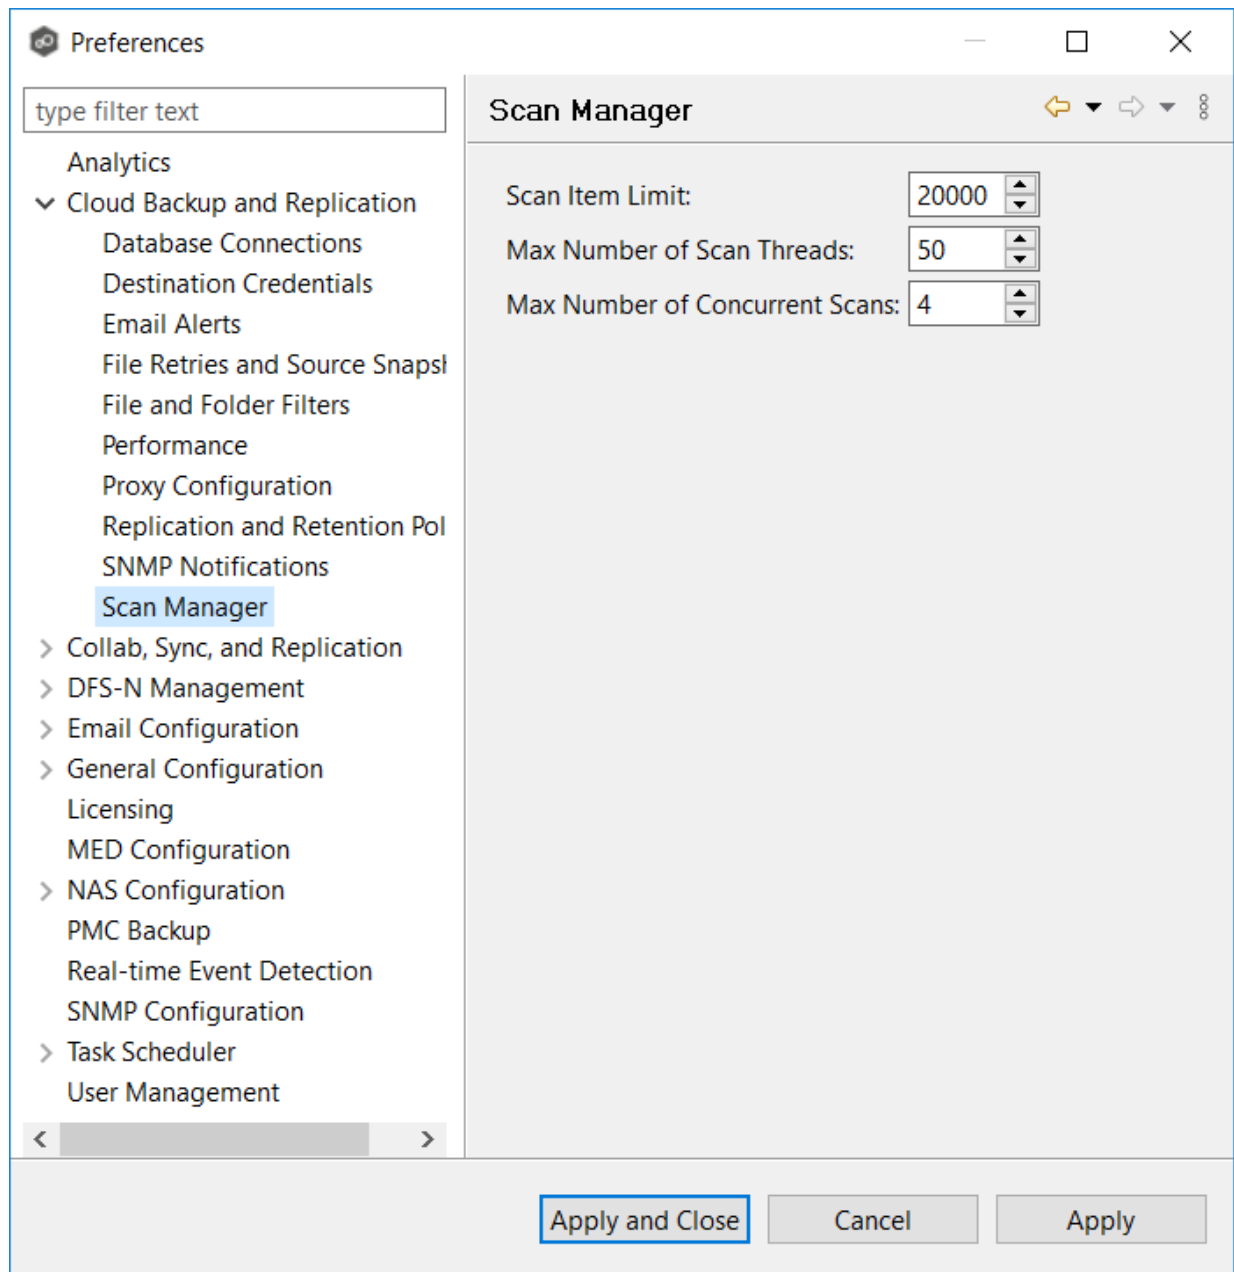 Preferences
type filter text
Analytics
Cloud Backup and Replication
Database Connections
Destination Credentials
Email Alerts
File Retries and Source Snapsh
File and Folder Filters
Performance
Proxy Configuration
Replication and Retention Pol
SNMP Notifications
Scan Manager
Collab, Sync, and Replication
DFS-N Management
Email Configuration
General Configuration
Licensing
MED Configuration
NAS Configuration
PMC Backup
Real-time Event Detection
SNMP Configuration
Task Scheduler
User Management
Scan Manager
Scan Item Limit: 20000
Max Number of Scan Threads: 50
Max Number of Concurrent Scans: 4
Apply and Close Cancel Apply